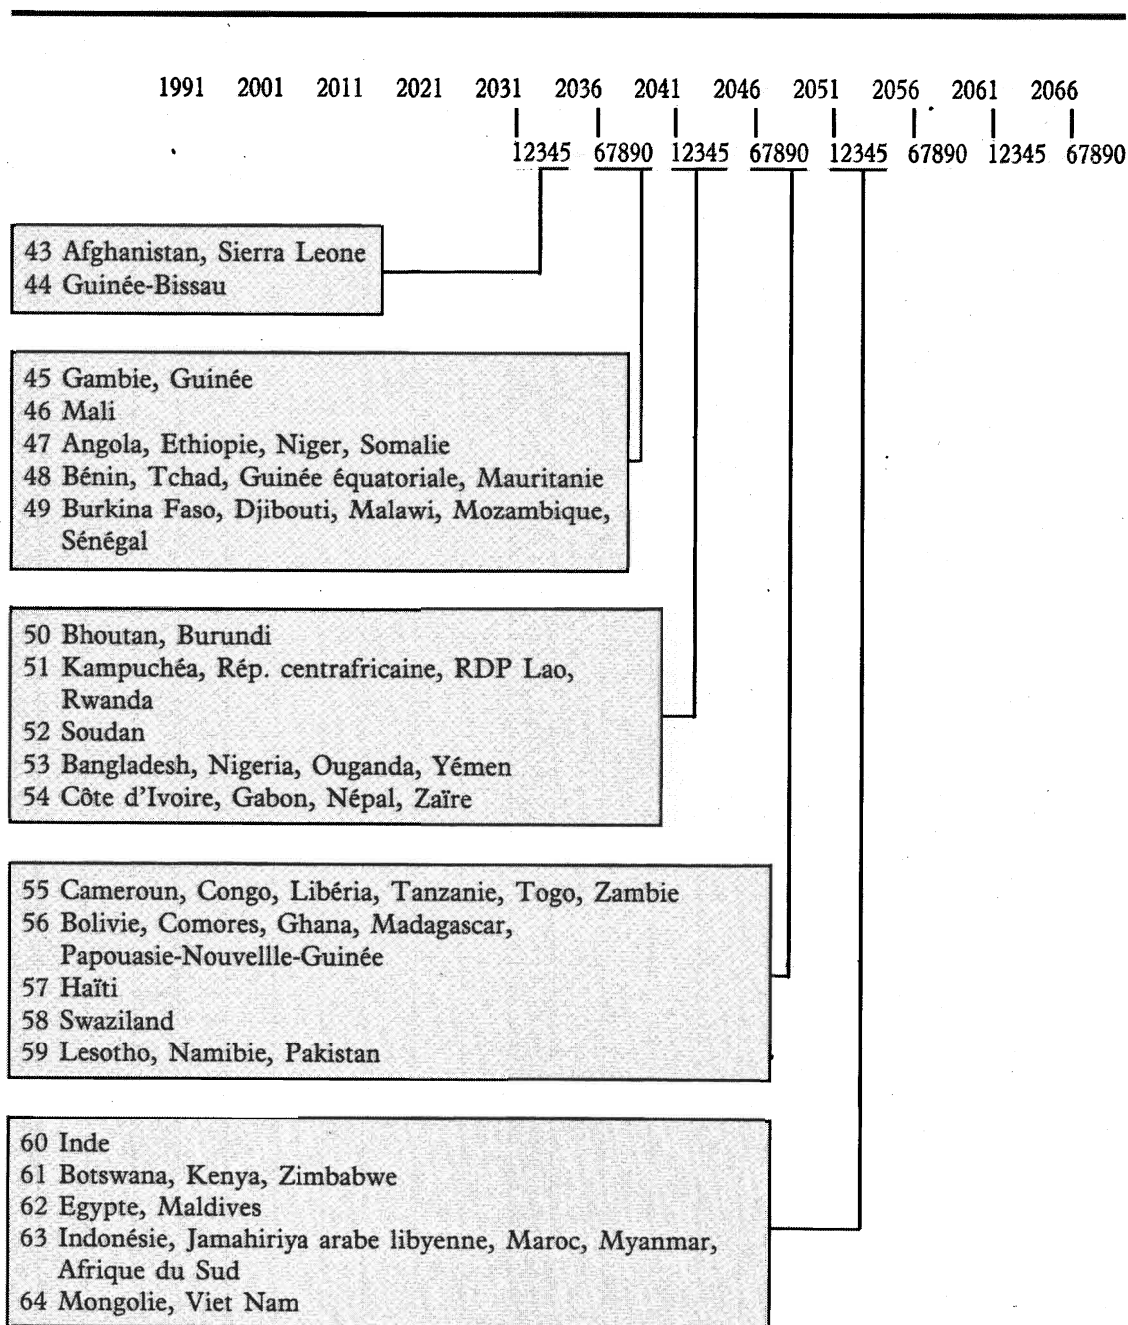 1991 2001 2011 2021 2031 2036 2041 2046 2051 2056 2061 2066
12345 67890 12345 67890 12345 67890 12345 67890
43 Afghanistan, Sierra Leone
44 Guinée-Bissau
45 Gambie, Guinée
46 Mali
47 Angola, Ethiopie, Niger, Somalie
48 Bénin, Tchad, Guinée équatoriale, Mauritanie
49 Burkina Faso, Djibouti, Malawi, Mozambique,
Sénégal
50 Bhoutan, Burundi
51 Kampuchéa, Rép. centrafricaine, RDP Lao,
Rwanda
52 Soudan
53 Bangladesh, Nigeria, Ouganda, Yémen
54 Côte d'Ivoire, Gabon, Népal, Zaïre
55 Cameroun, Congo, Libéria, Tanzanie, Togo, Zambie
56 Bolivie, Comores, Ghana, Madagascar,
Papouasie-Nouvellle-Guinée
57 Haïti
58 Swaziland
59 Lesotho, Namibie, Pakistan
60 Inde
61 Botswana, Kenya, Zimbabwe
62 Egypte, Maldives
63 Indonésie, Jamahiriya arabe libyenne, Maroc, Myanmar,
Afrique du Sud
64 Mongolie, Viet Nam